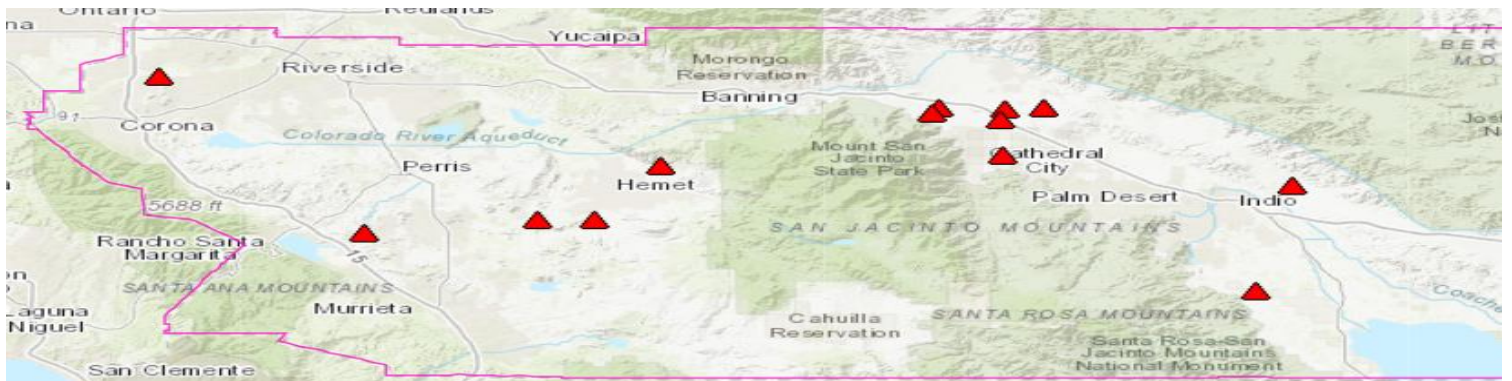 Ontario
Redlands
Yucaipa
Riverside
Morongo
Reservation
Banning
91
Corona
Colorado River Aqueduct
Perris
Hemet
Mount San
Jacinto
State Park
Cathedral
City
Palm Desert
Indio
5688 ft
SAN JACINTO MOUNTAINS
Rancho Santa
Margarita
15
SANTA ANA MOUNTAINS
Murrieta
Laguna
Niguel
Cahuilla
Reservation
SANTA ROSA MOUNTAINS
Santa Rosa-San
Jacinto Mountains
National Monument
San Clemente